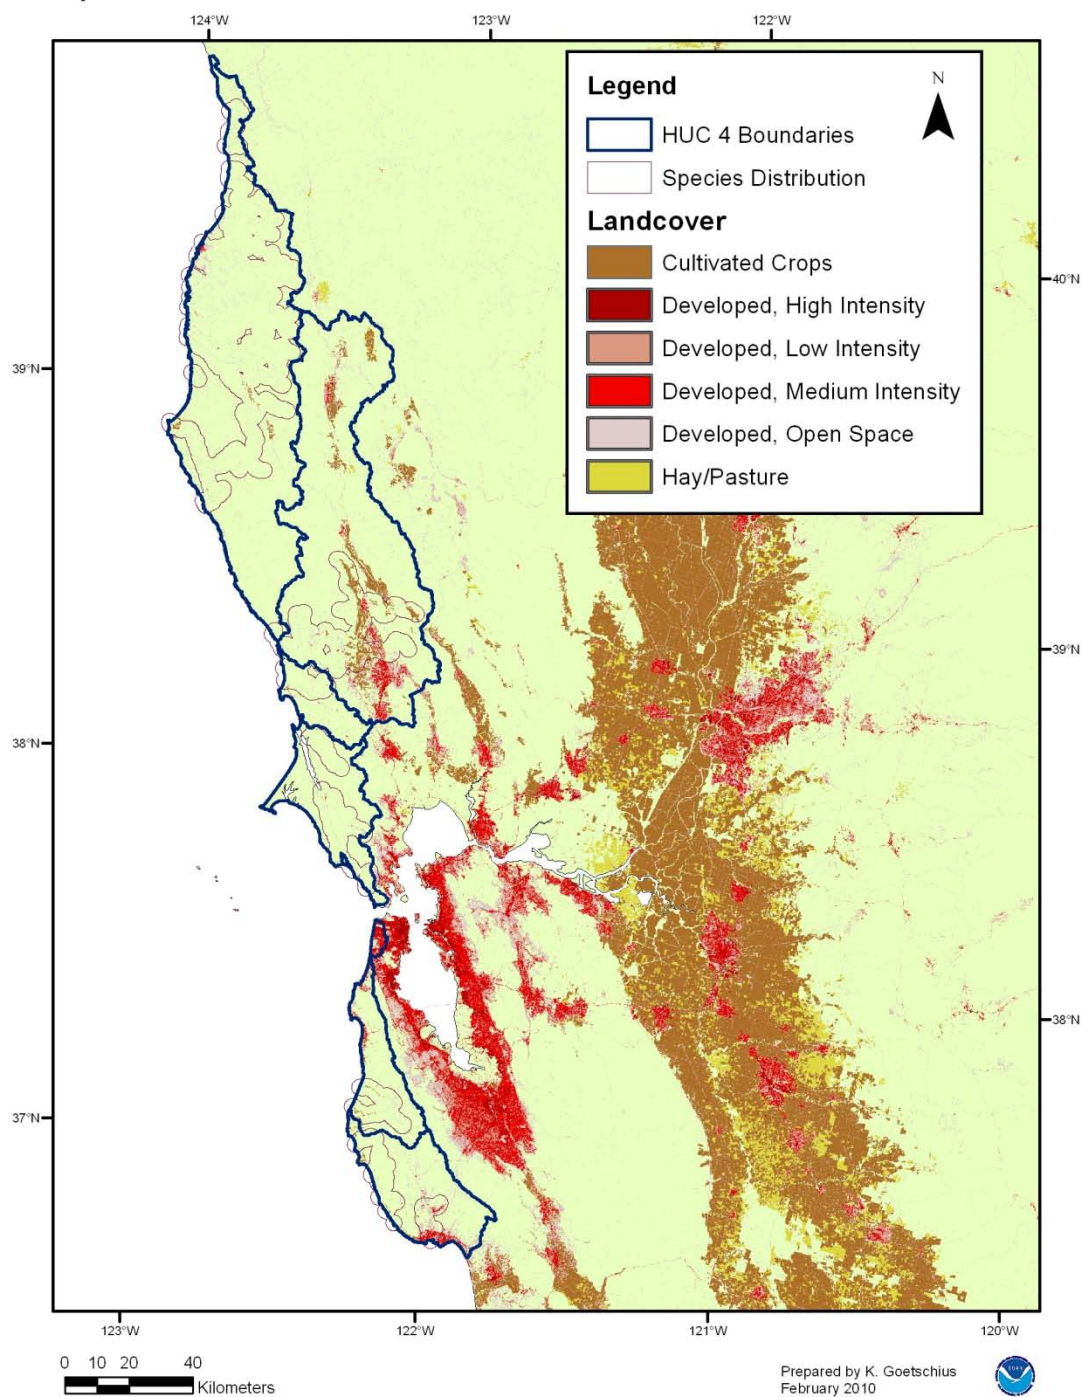 124°W 123°W 122°W
Legend
N
HUC 4 Boundaries
Species Distribution
Landcover
Cultivated Crops
Developed, High Intensity
Developed, Low Intensity
Developed, Medium Intensity
Developed, Open Space
Hay/Pasture
40°N
39°N
39°N
38°N
38°N
37°N
123°W 122°W 121°W 120°W
0 10 20 40
Kilometers
Prepared by K. Goetschius
February 2010